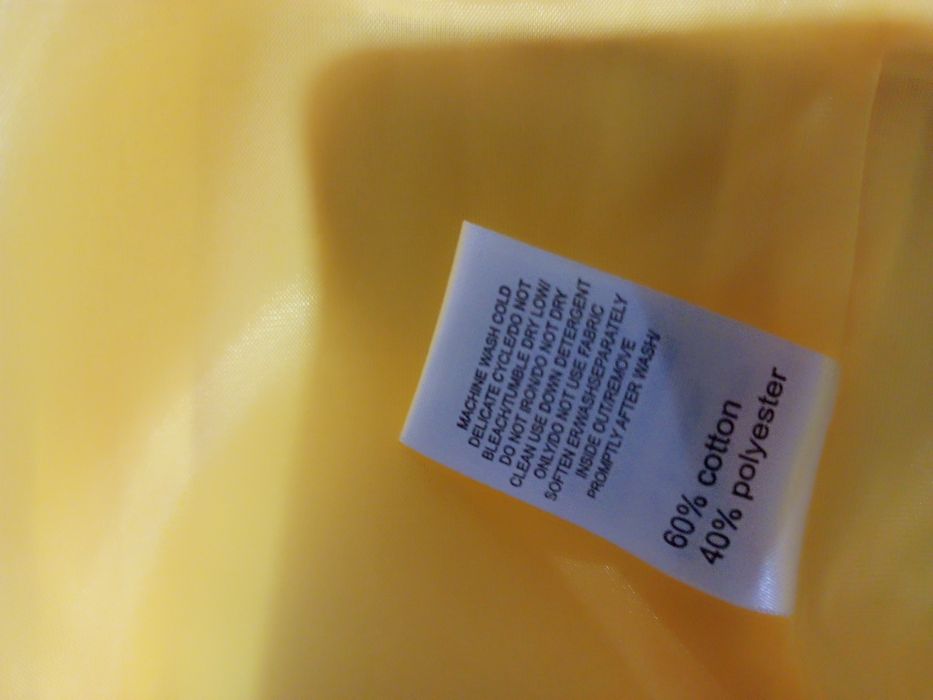 MACHINE WASH COLD
DELICATE CYCLE/DO NOT
BLEACH/TUMBLE DRY LOW/
DO NOT IRON/DO NOT DRY
CLEAN USE DOWN DETERGENT
ONLY/DO NOT USE FABRIC
SOFTEN ER/WASHSEPARATELY
INSIDE OUT/REMOVE
PROMPTLY AFTER WASH
60% cotton
40% polyester